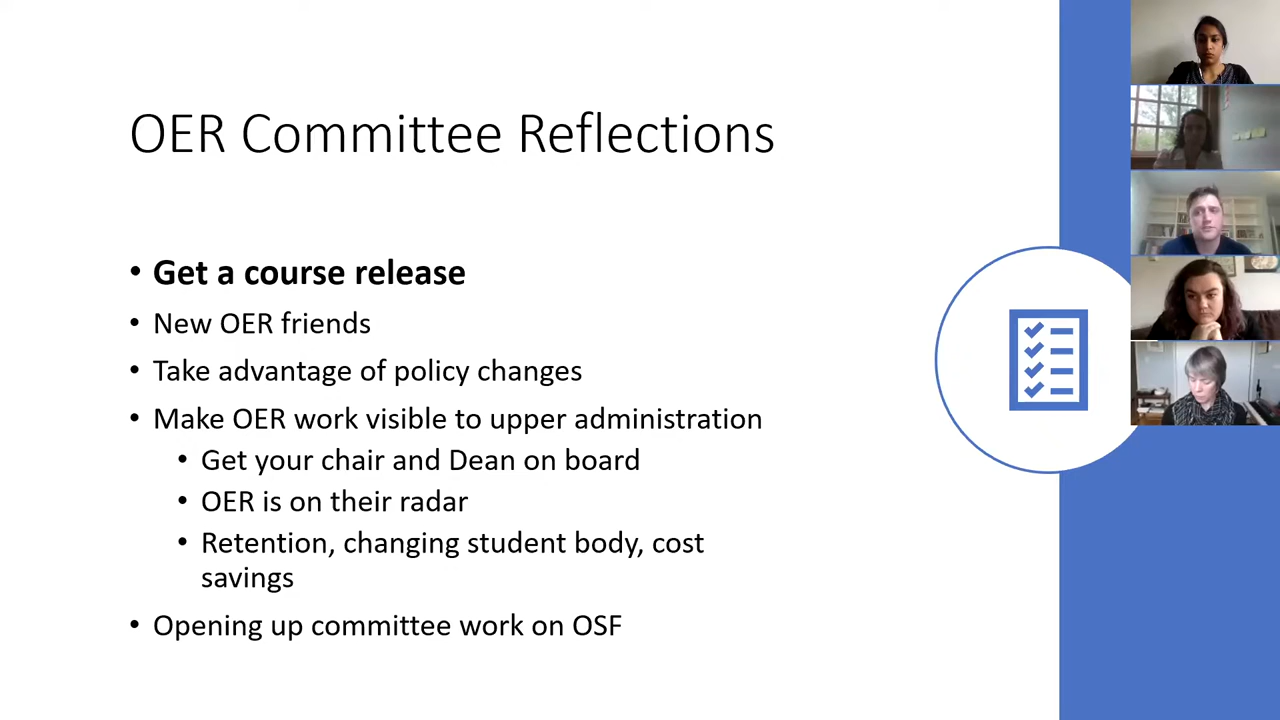 OER Committee Reflections
• Get a course release
• New OER friends
• Take advantage of policy changes
• Make OER work visible to upper administration
• Get your chair and Dean on board
• OER is on their radar
• Retention, changing student body, cost
savings
• Opening up committee work on OSF